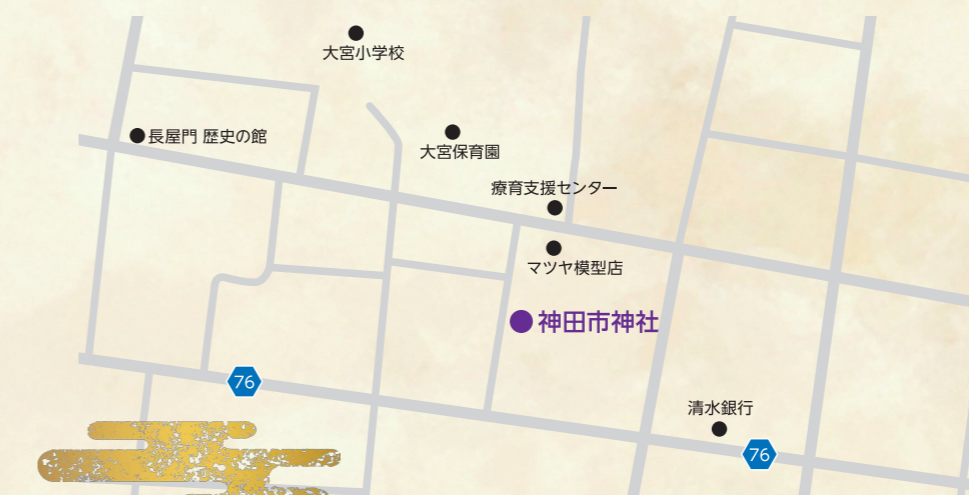 大宮小学校
長屋門 歴史の館
大宮保育園
療育支援センター
マツヤ模型店
神田市神社
76
清水銀行
76